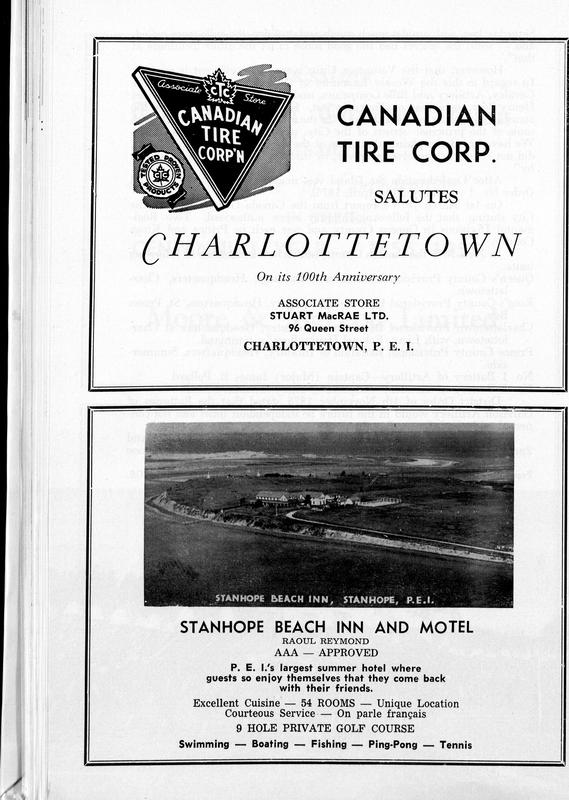 Associate Store
CTC
CANADIAN
TIRE
CORP'N
TESTED PROVEN
CTC
PRODUCTS
CANADIAN
TIRE CORP.
SALUTES
CHARLOTTETOWN
On its 100th Anniversary
ASSOCIATE STORE
STUART MacRAE LTD.
96 Queen Street
CHARLOTTETOWN, P. E. I.
STANHOPE BEACH INN, STANHOPE, P.E.I.
STANHOPE BEACH INN AND MOTEL
RAOUL REYMOND
AAA — APPROVED
P. E. I.'s largest summer hotel where
guests so enjoy themselves that they come back
with their friends.
Excellent Cuisine — 54 ROOMS — Unique Location
Courteous Service — On parle français
9 HOLE PRIVATE GOLF COURSE
Swimming — Boating — Fishing — Ping-Pong — Tennis